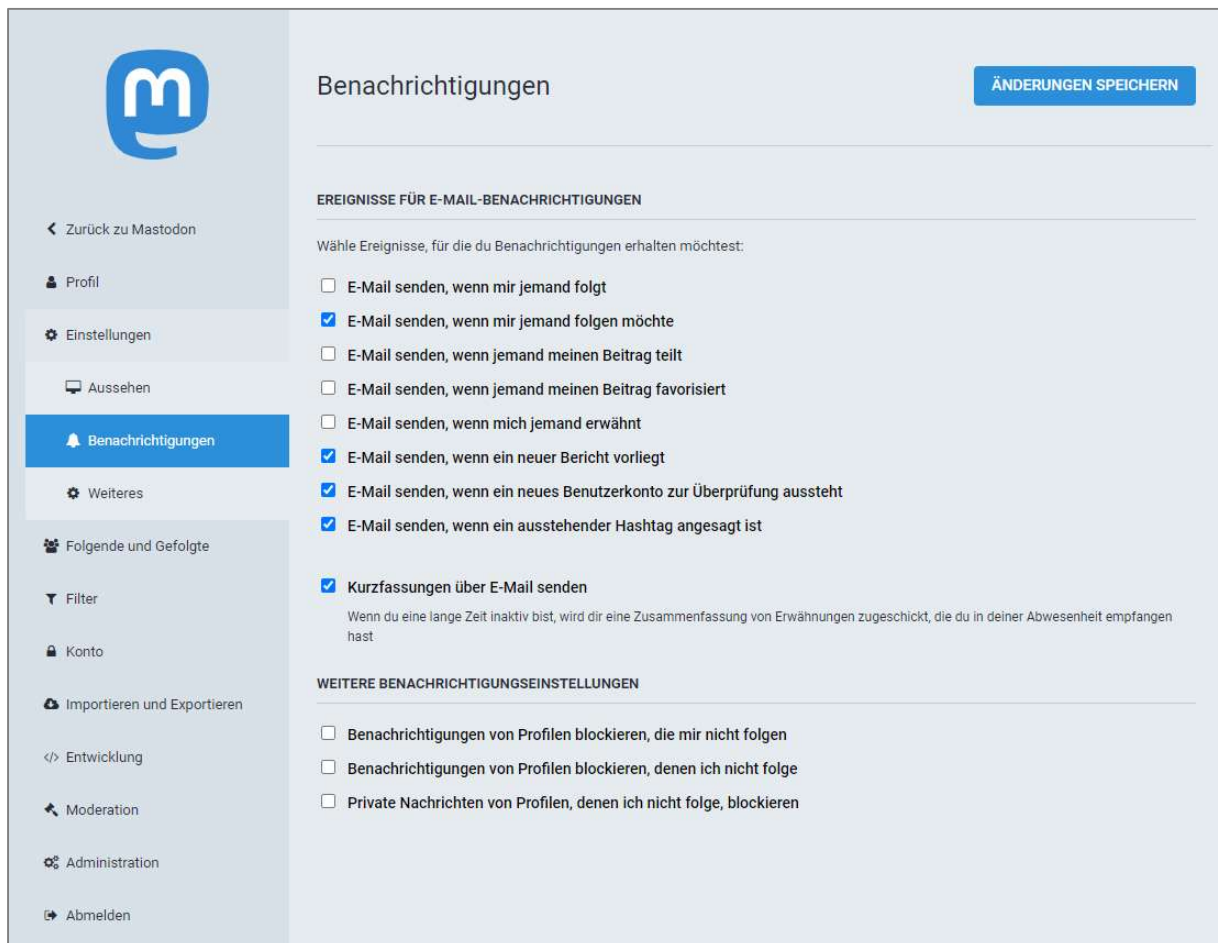 Benachrichtigungen
ÄNDERUNGEN SPEICHERN
Zurück zu Mastodon
Profil
Einstellungen
Aussehen
Benachrichtigungen
Weiteres
Folgende und Gefolgte
Filter
Konto
Importieren und Exportieren
Entwicklung
Moderation
Administration
Abmelden
EREIGNISSE FÜR E-MAIL-BENACHRICHTIGUNGEN
Wähle Ereignisse, für die du Benachrichtigungen erhalten möchtest:
E-Mail senden, wenn mir jemand folgt
E-Mail senden, wenn mir jemand folgen möchte
E-Mail senden, wenn jemand meinen Beitrag teilt
E-Mail senden, wenn jemand meinen Beitrag favorisiert
E-Mail senden, wenn mich jemand erwähnt
E-Mail senden, wenn ein neuer Bericht vorliegt
E-Mail senden, wenn ein neues Benutzerkonto zur Überprüfung aussteht
E-Mail senden, wenn ein ausstehender Hashtag angesagt ist
Kurzfassungen über E-Mail senden
Wenn du eine lange Zeit inaktiv bist, wird dir eine Zusammenfassung von Erwähnungen zugeschickt, die du in deiner Abwesenheit empfangen
hast
WEITERE BENACHRICHTIGUNGSEINSTELLUNGEN
Benachrichtigungen von Profilen blockieren, die mir nicht folgen
Benachrichtigungen von Profilen blockieren, denen ich nicht folge
Private Nachrichten von Profilen, denen ich nicht folge, blockieren